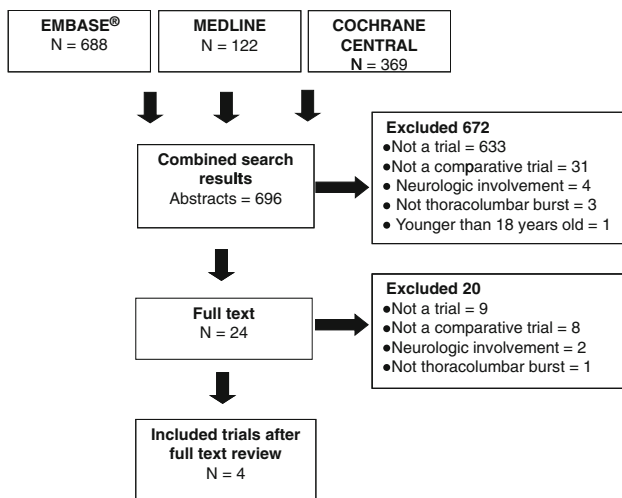 EMBASE®
N = 688
MEDLINE
N = 122
COCHRANE
CENTRAL
N = 369
Combined search
results
Abstracts = 696
Excluded 672
●Not a trial = 633
●Not a comparative trial = 31
● Neurologic involvement = 4
● Not thoracolumbar burst = 3
● Younger than 18 years old = 1
Full text
N = 24
Excluded 20
●Not a trial = 9
●Not a comparative trial = 8
●Neurologic involvement = 2
●Not thoracolumbar burst = 1
Included trials after
full text review
N = 4